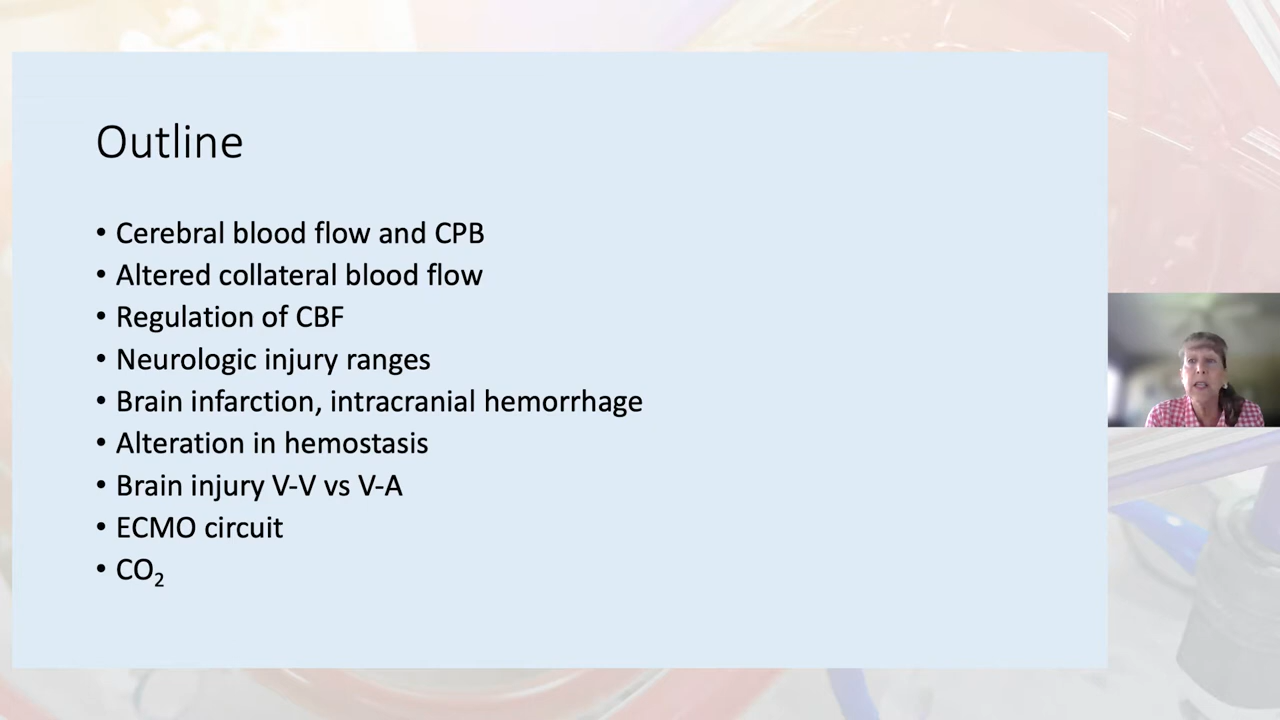 Outline
• Cerebral blood flow and CPB
• Altered collateral blood flow
• Regulation of CBF
• Neurologic injury ranges
• Brain infarction, intracranial hemorrhage
• Alteration in hemostasis
• Brain injury V-V vs V-A
• ECMO circuit
• CO₂